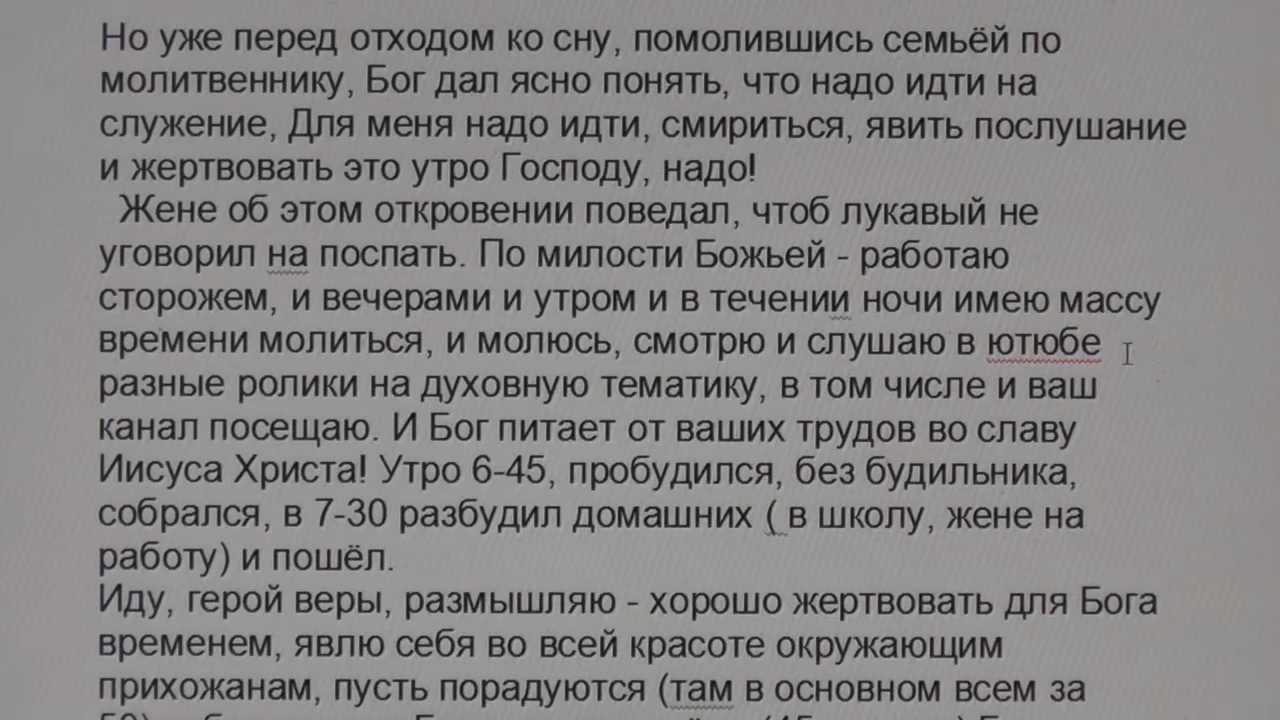 Но уже перед отходом ко сну, помолившись семьёй по
молитвеннику, Бог дал ясно понять, что надо идти на
служение, Для меня надо идти, смириться, явить послушание
и жертвовать это утро Господу, надо!
Жене об этом откровении поведал, чтоб лукавый не
уговорил на поспать. По милости Божьей - работаю
сторожем, и вечерами и утром и в течении ночи имею массу
времени молиться, и молюсь, смотрю и слушаю в ютюбе
разные ролики на духовную тематику, в том числе и ваш
канал посещаю. И Бог питает от ваших трудов во славу
Иисуса Христа! Утро 6-45, пробудился, без будильника,
собрался, в 7-30 разбудил домашних ( в школу, жене на
работу) и пошёл.
Иду, герой веры, размышляю - хорошо жертвовать для Бога
временем, явлю себя во всей красоте окружающим
прихожанам, пусть порадуются (там в основном всем за